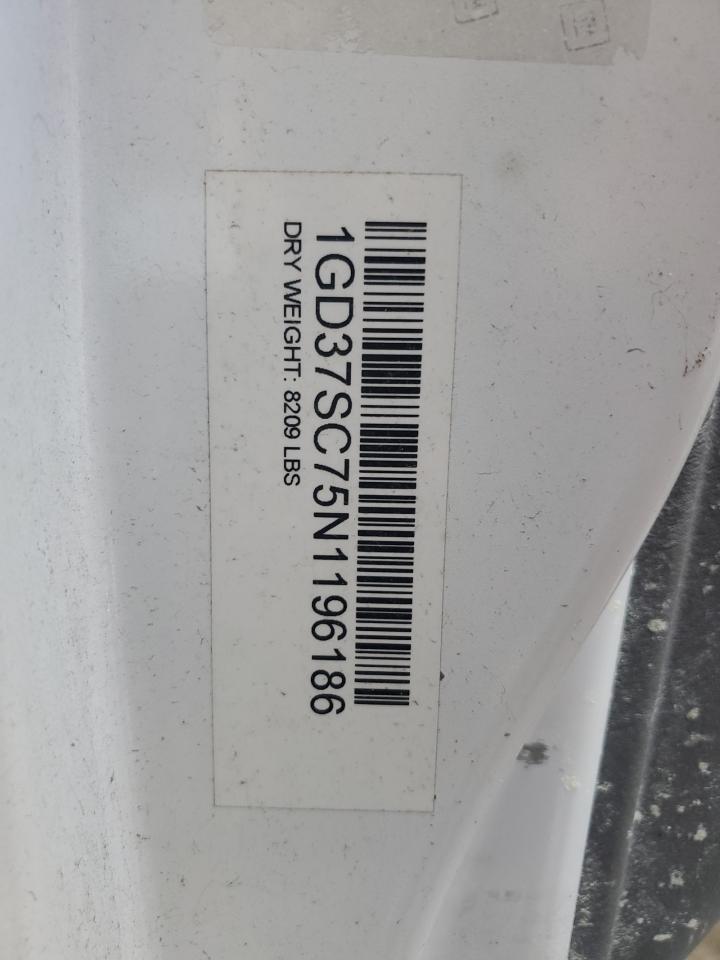 1GD37SC75N1196186
DRY WEIGHT: 8209 LBS